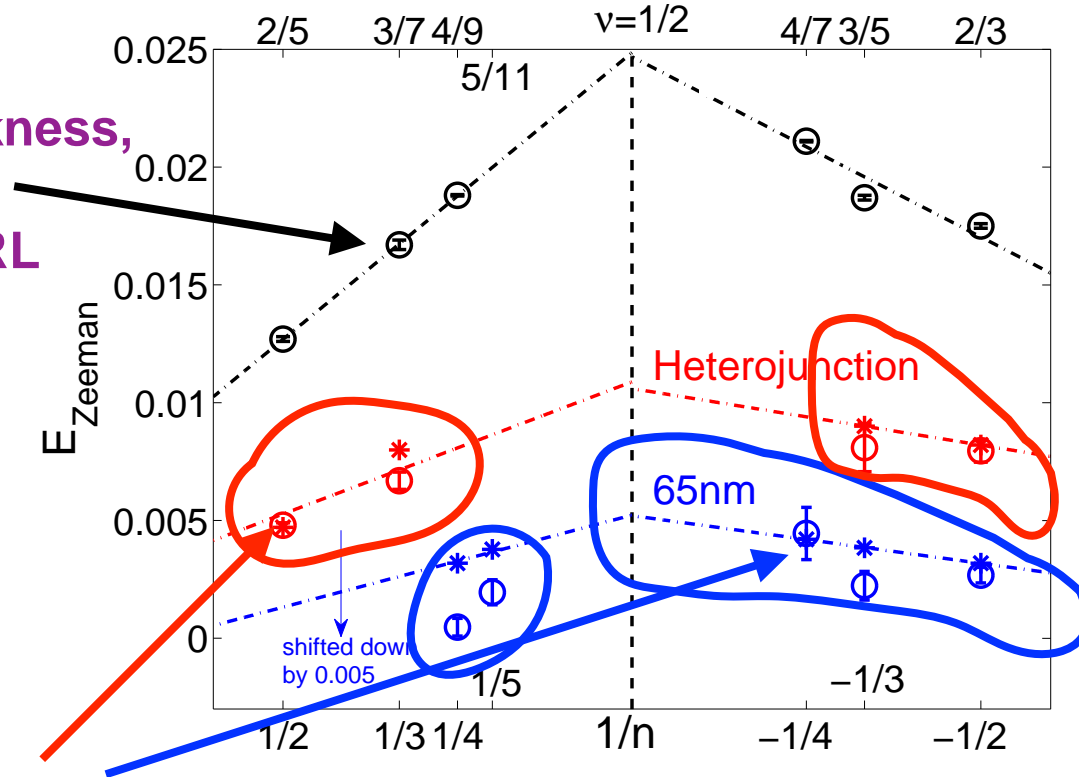 2/5 3/7 4/9 ν=1/2 4/7 3/5 2/3
5/11
0.025
kness,
0.02
RL
0.015
Heterojunction
0.01
E_Zeeman
65nm
0.005
0
shifted down
by 0.005
1/5 −1/3
1/2 1/3 1/4 1/n −1/4 −1/2